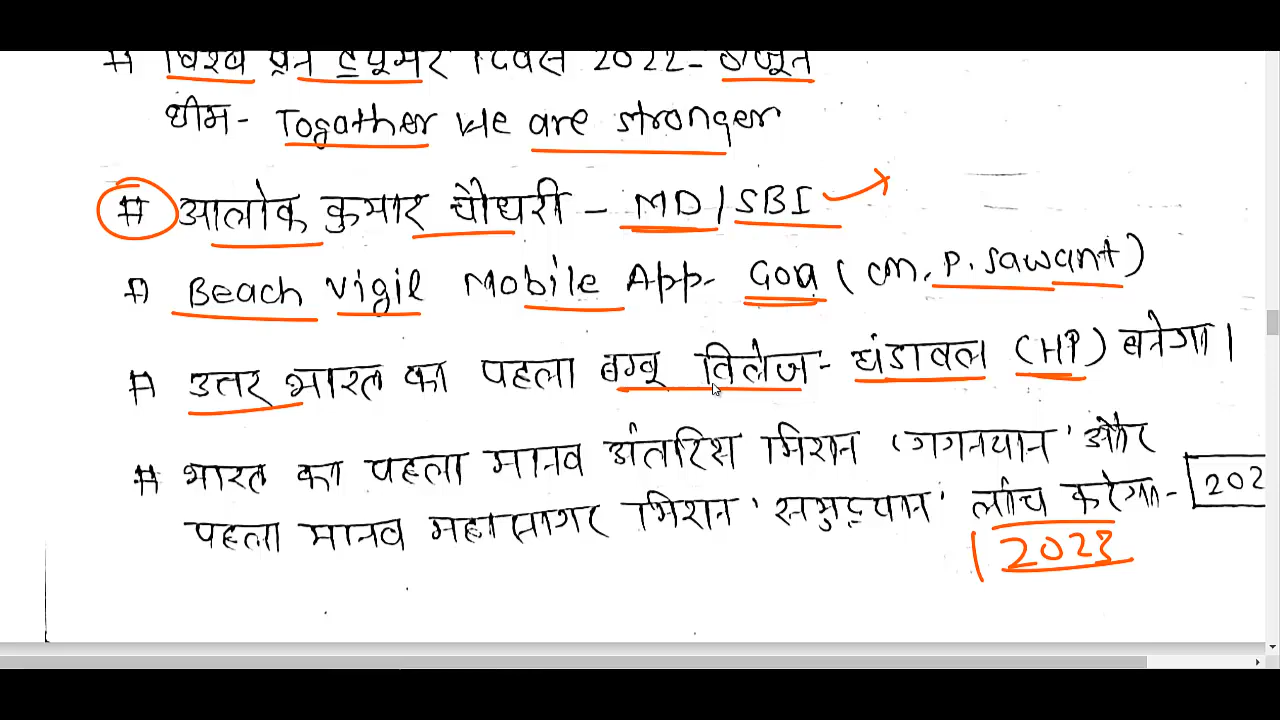 # विश्व ब्रेन ट्यूमर दिवस 2022- 8 जून
थीम- Togather We are stronger
# आलोक कुमार चौधरी - MD/SBI
# Beach Vigil Mobile App- Goa (CM. P. Sawant)
# उत्तर भारत का पहला बम्बू विलेज- घंडावल (HP) बनेगा।
# भारत का पहला मानव अंतरिक्ष मिशन 'गगनयान' और
पहला मानव महासागर मिशन 'समुद्रयान' लांच करेगा- 202
2023